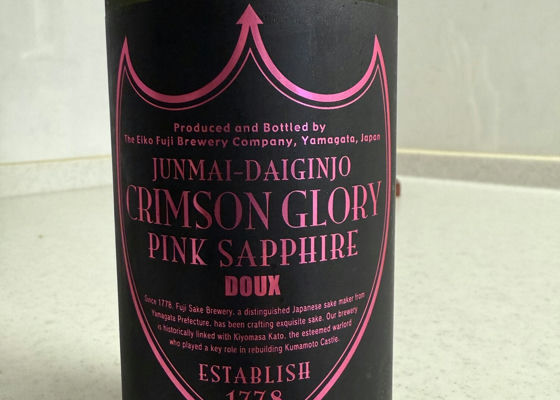 Produced and Bottled by
The Eiko Fuji Brewery Company, Yamagata, Japan
JUNMAI-DAIGINJO
CRIMSON GLORY
PINK SAPPHIRE
DOUX
Since 1778, Fuji Sake Brewery, a distinguished Japanese sake maker from
Yamagata Prefecture, has been crafting exquisite sake. Our brewery
is historically linked with Kiyomasa Kato, the esteemed warlord
who played a key role in rebuilding Kumamoto Castle.
ESTABLISH
1778